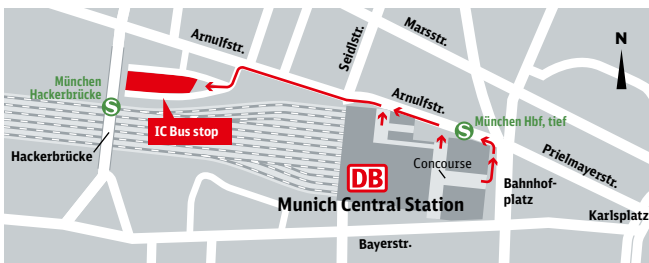 Arnulfstr.
Seidlstr.
Marsstr.
N
München
Hackerbrücke
S
IC Bus stop
Arnulfstr.
S
München Hbf, tief
Hackerbrücke
Concourse
Prielmayerstr.
DB
Bahnhof-
platz
Munich Central Station
Karlsplatz
Bayerstr.